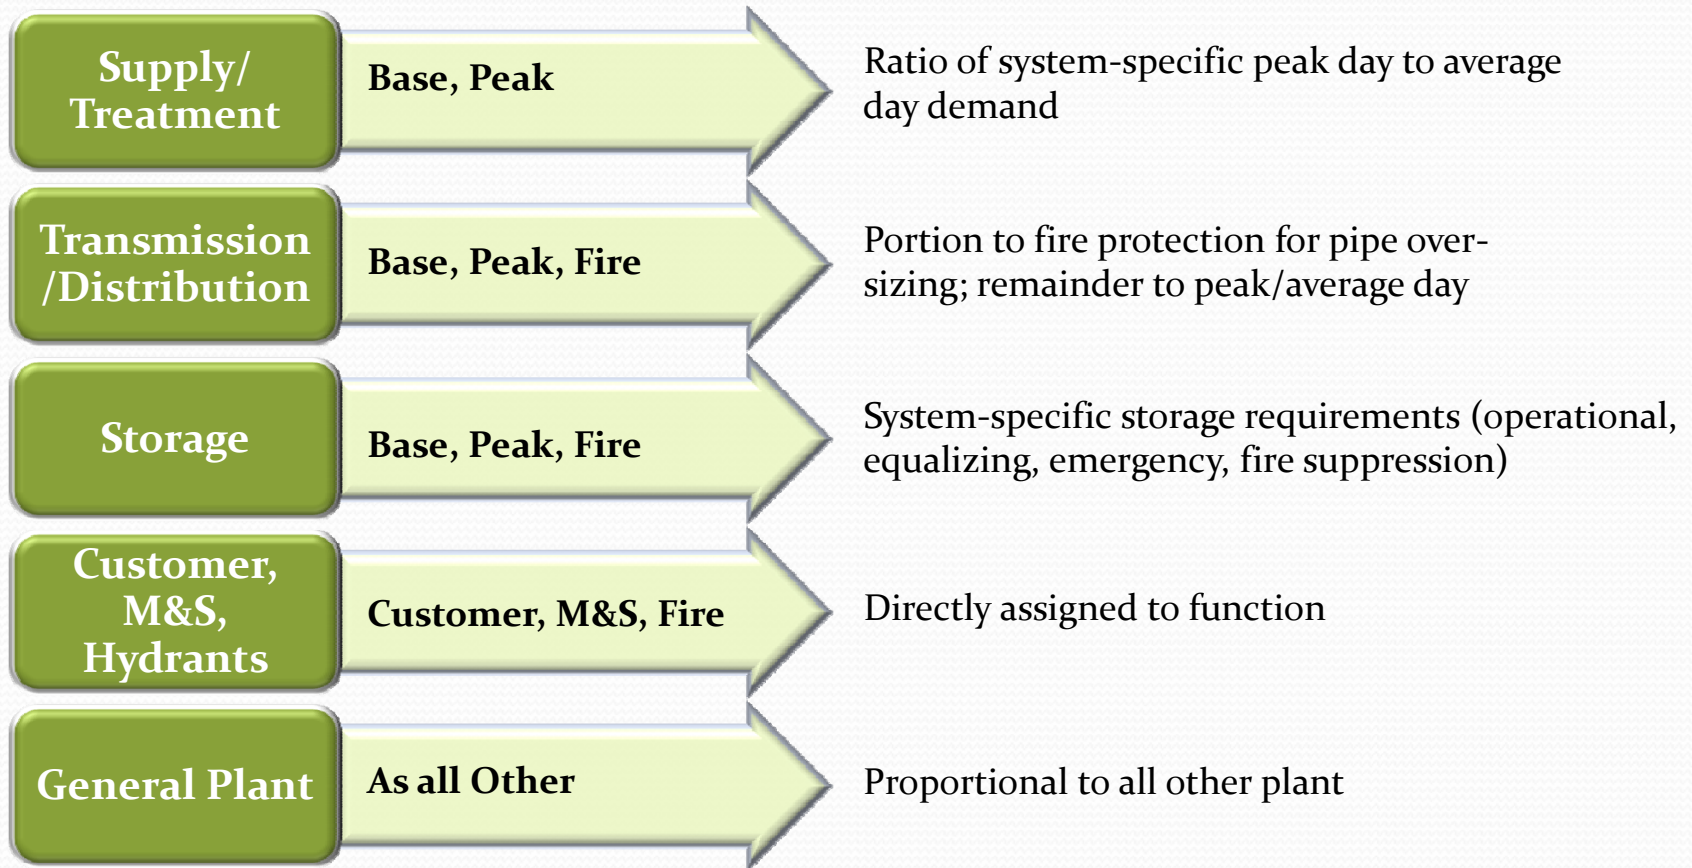 Supply/
Treatment
Base, Peak
Ratio of system-specific peak day to average
day demand
Transmission
/Distribution
Base, Peak, Fire
Portion to fire protection for pipe over-
sizing; remainder to peak/average day
Storage
Base, Peak, Fire
System-specific storage requirements (operational,
equalizing, emergency, fire suppression)
Customer,
M&S,
Hydrants
Customer, M&S, Fire
Directly assigned to function
General Plant
As all Other
Proportional to all other plant